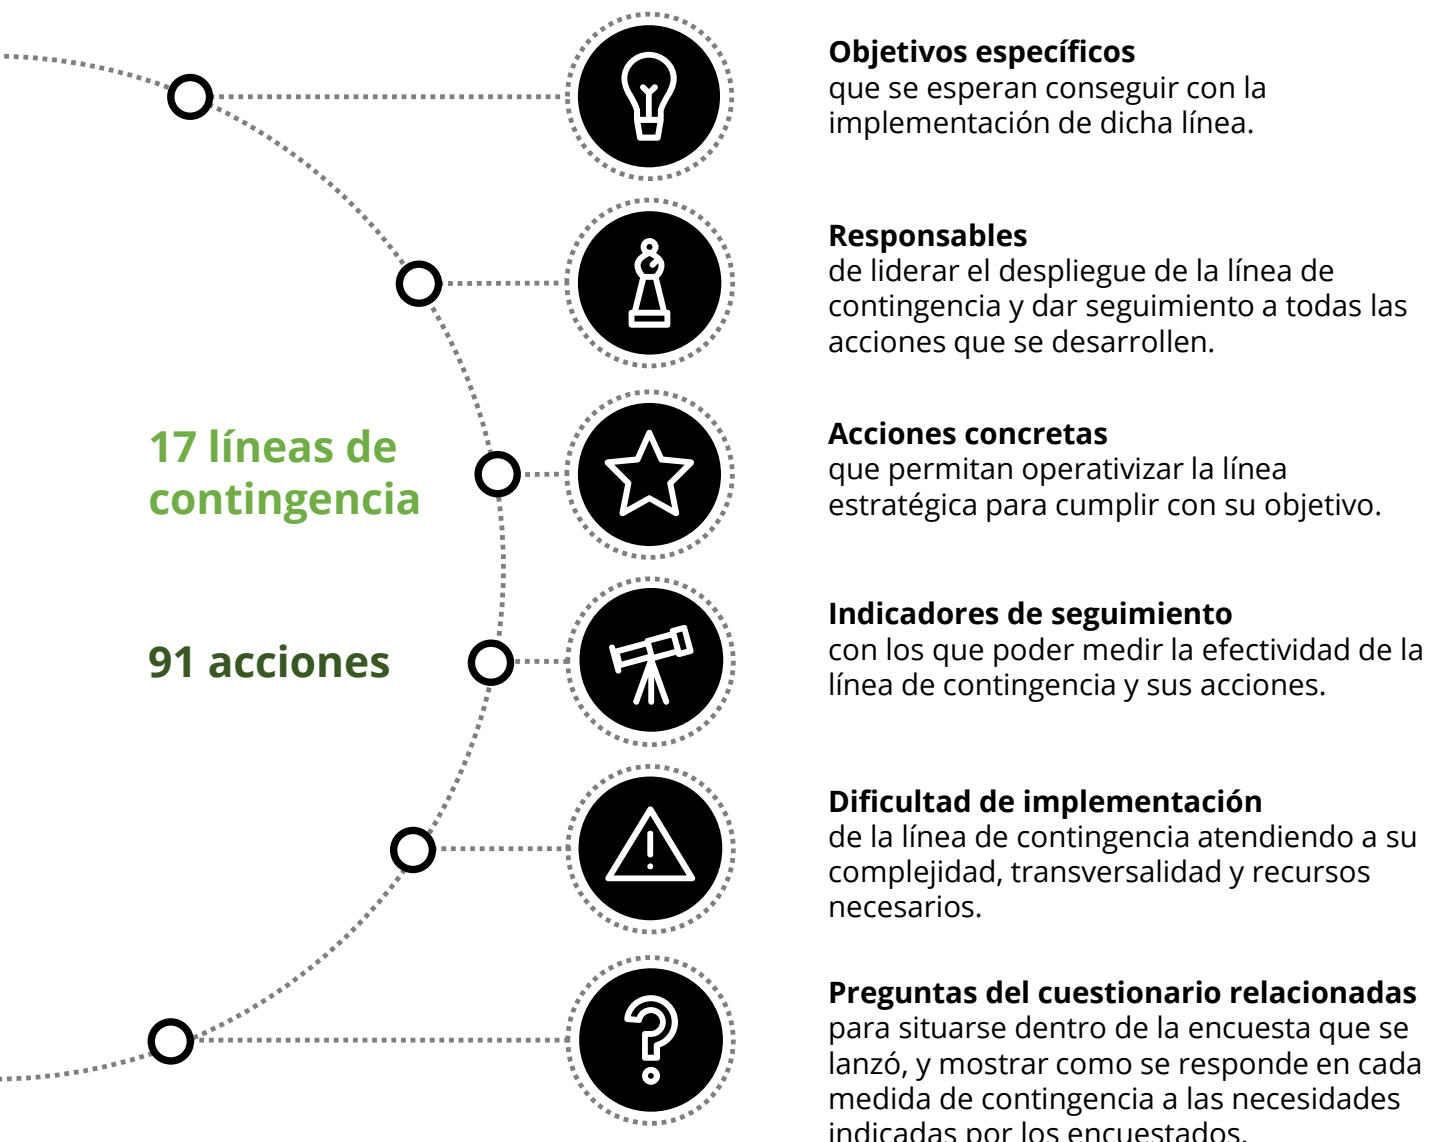 Objetivos específicos
que se esperan conseguir con la
implementación de dicha línea.
Responsables
de liderar el despliegue de la línea de
contingencia y dar seguimiento a todas las
acciones que se desarrollen.
17 líneas de
contingencia
Acciones concretas
que permitan operativizar la línea
estratégica para cumplir con su objetivo.
91 acciones
Indicadores de seguimiento
con los que poder medir la efectividad de la
línea de contingencia y sus acciones.
Dificultad de implementación
de la línea de contingencia atendiendo a su
complejidad, transversalidad y recursos
necesarios.
Preguntas del cuestionario relacionadas
para situarse dentro de la encuesta que se
lanzó, y mostrar como se responde en cada
medida de contingencia a las necesidades
indicadas por los encuestados.